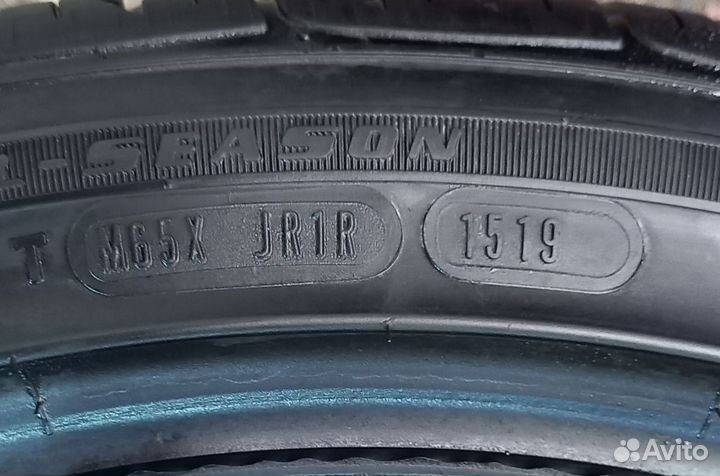 L-SEASON
T M65X JR1R 1519
Avito